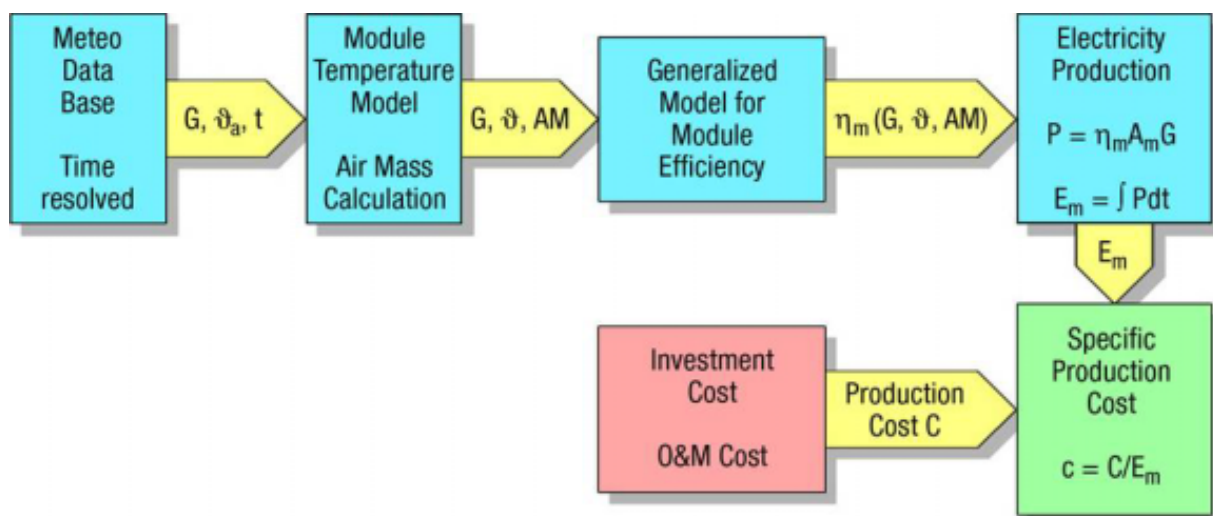 Meteo
Data
Base
Time
resolved
G, ϑa, t
Module
Temperature
Model
Air Mass
Calculation
G, ϑ, AM
Generalized
Model for
Module
Efficiency
ηm (G, ϑ, AM)
Electricity
Production
P = ηmAmG
Em = ∫ Pdt
Em
Investment
Cost
O&M Cost
Production
Cost C
Specific
Production
Cost
c = C/Em